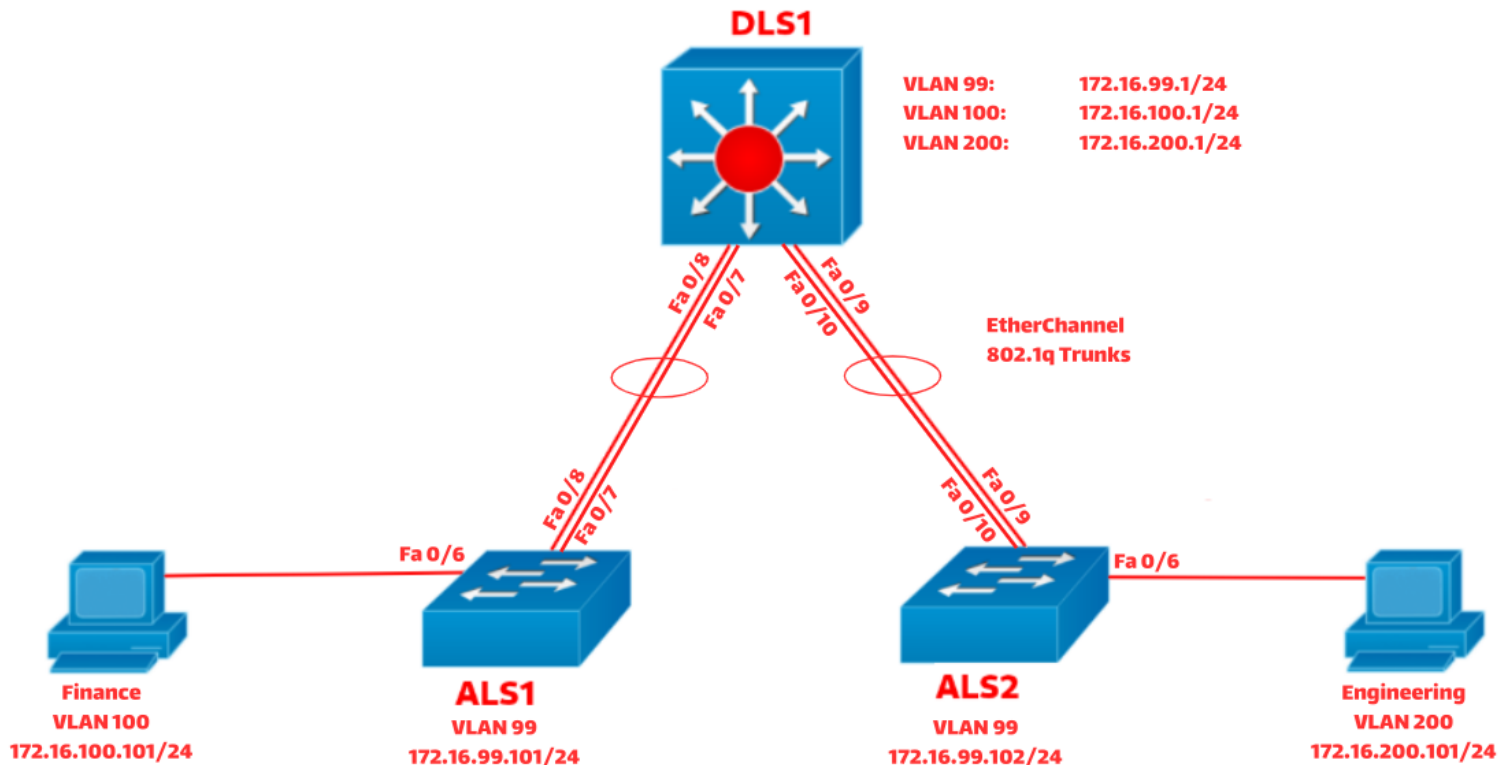 DLS1
VLAN 99: 172.16.99.1/24
VLAN 100: 172.16.100.1/24
VLAN 200: 172.16.200.1/24
Fa 0/8
Fa 0/7
Fa 0/10
Fa 0/9
EtherChannel
802.1q Trunks
Fa 0/8
Fa 0/7
Fa 0/10
Fa 0/9
Fa 0/6
Fa 0/6
Finance
VLAN 100
172.16.100.101/24
ALS1
VLAN 99
172.16.99.101/24
ALS2
VLAN 99
172.16.99.102/24
Engineering
VLAN 200
172.16.200.101/24